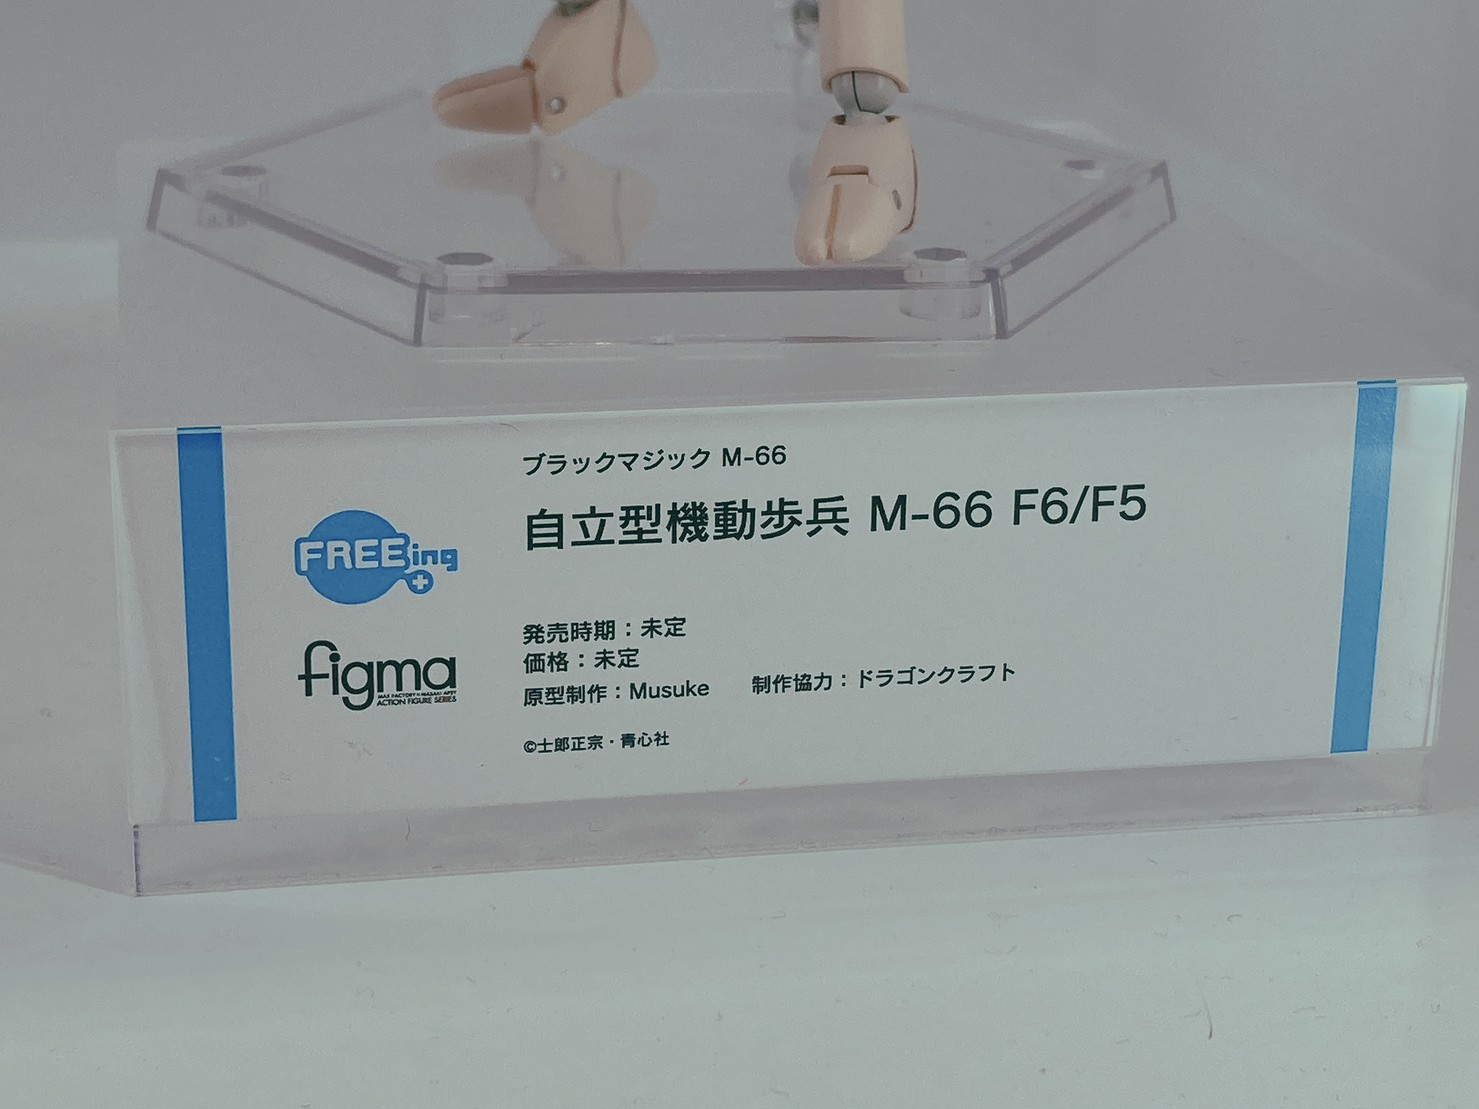 ブラックマジック M-66
自立型機動歩兵 M-66 F6/F5
FREEing
figma
MAX FACTORY × MASAKI APSY
ACTION FIGURE SERIES
発売時期：未定
価格：未定
原型制作：Musuke 制作協力：ドラゴンクラフト
©士郎正宗・青心社